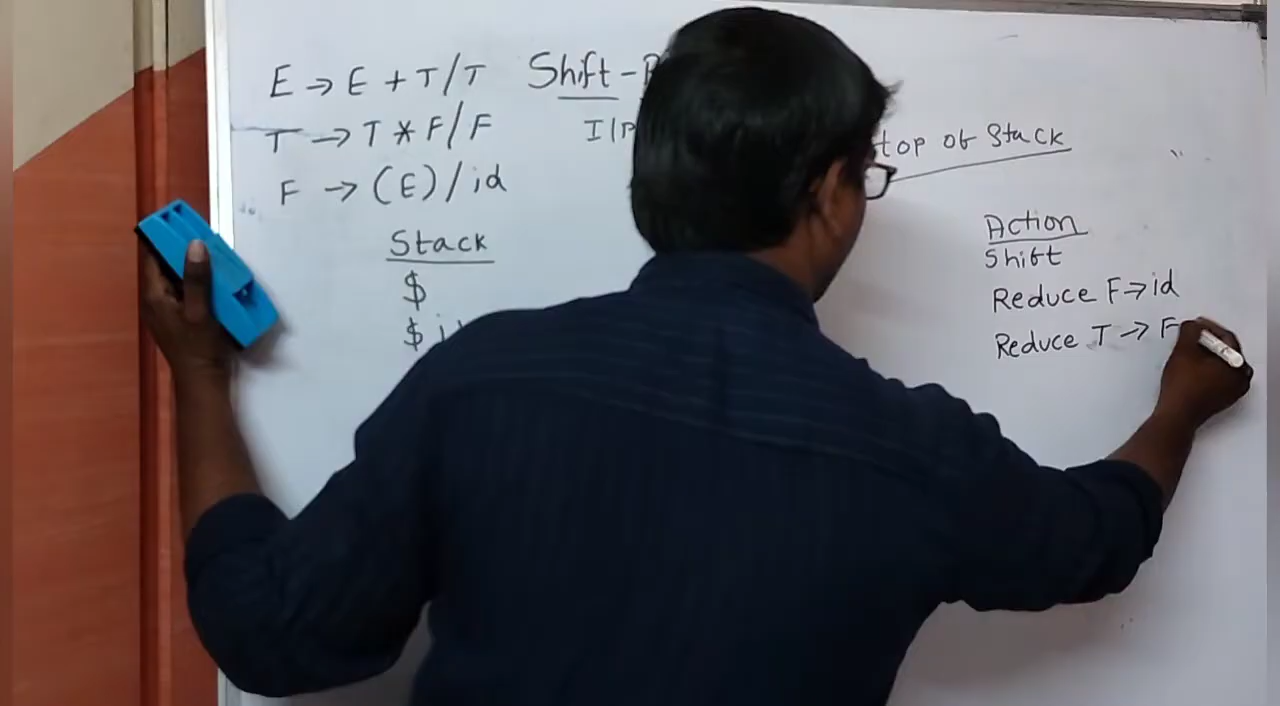 E → E + T / T Shift -
T → T * F / F I/P
top of Stack
F → (E) / id
Stack
Action
$
Shift
Reduce F → id
$ i
Reduce T → F